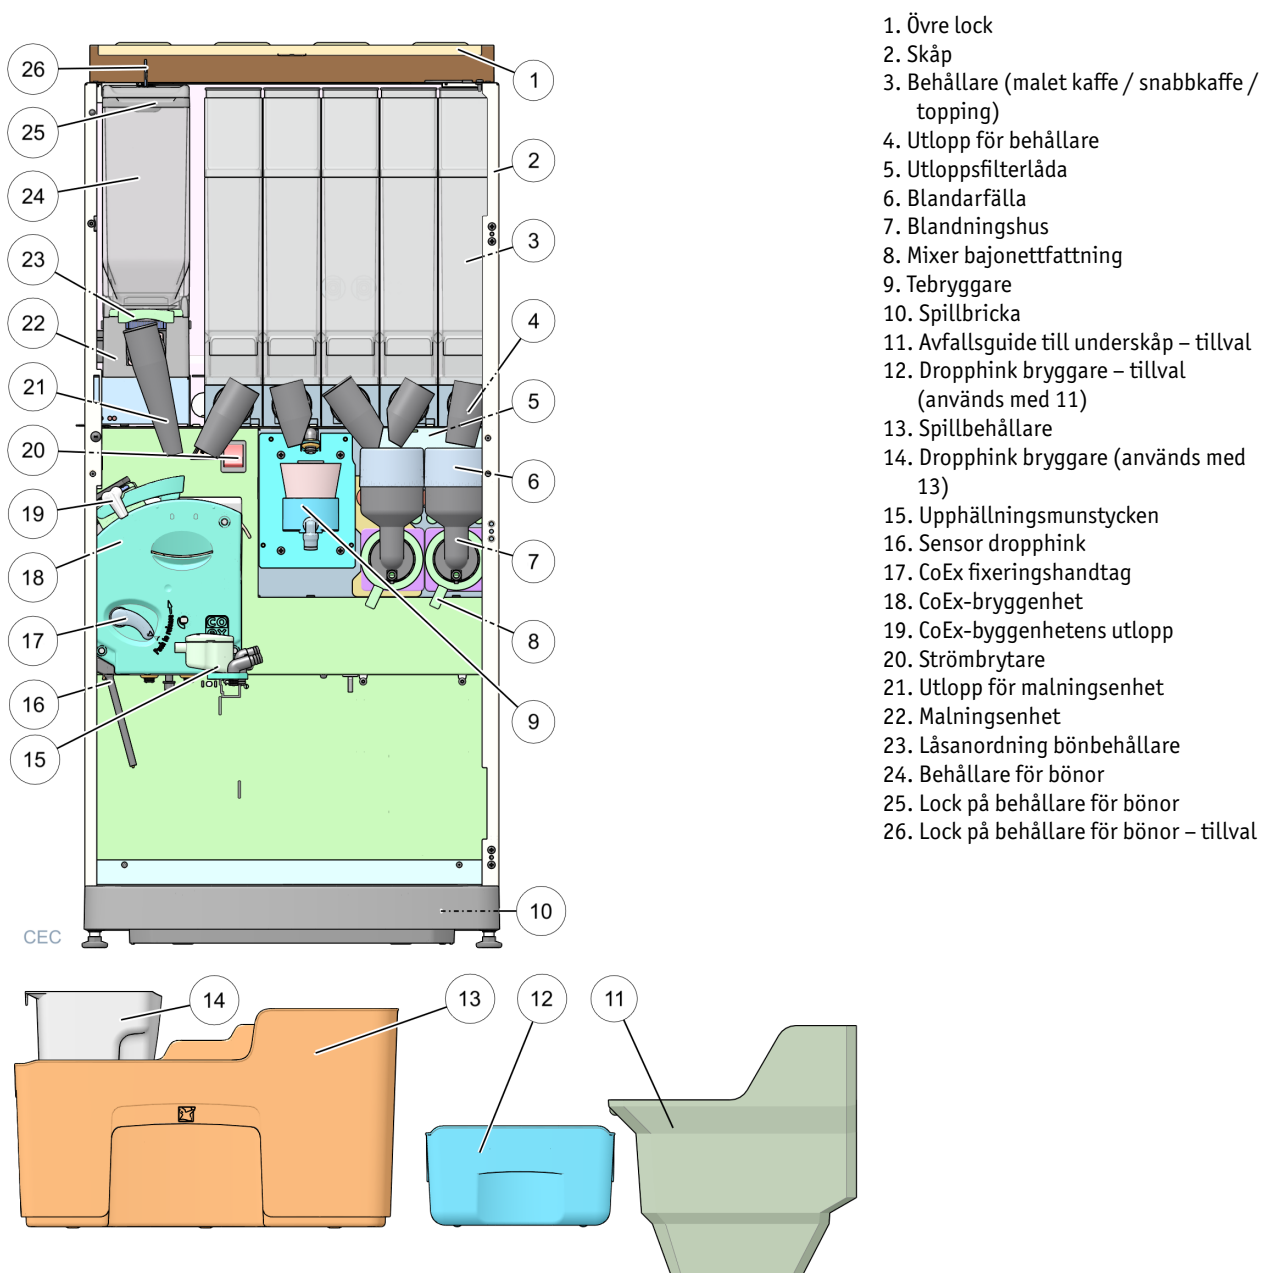 1. Övre lock
2. Skåp
3. Behållare (malet kaffe / snabbkaffe /
topping)
4. Utlopp för behållare
5. Utloppsfilterlåda
6. Blandarfälla
7. Blandningshus
8. Mixer bajonettfattning
9. Tebryggare
10. Spillbricka
11. Avfallsguide till underskåp – tillval
12. Dropphink bryggare – tillval
(används med 11)
13. Spillbehållare
14. Dropphink bryggare (används med
13)
15. Upphällningsmunstycken
16. Sensor dropphink
17. CoEx fixeringshandtag
18. CoEx-bryggenhet
19. CoEx-byggenhetens utlopp
20. Strömbrytare
21. Utlopp för malningsenhet
22. Malningsenhet
23. Låsanordning bönbehållare
24. Behållare för bönor
25. Lock på behållare för bönor
26. Lock på behållare för bönor – tillval
26
1
25
2
24
3
23
4
22
21
5
20
6
19
7
18
17
8
16
9
15
10
CEC
14
13
12
11